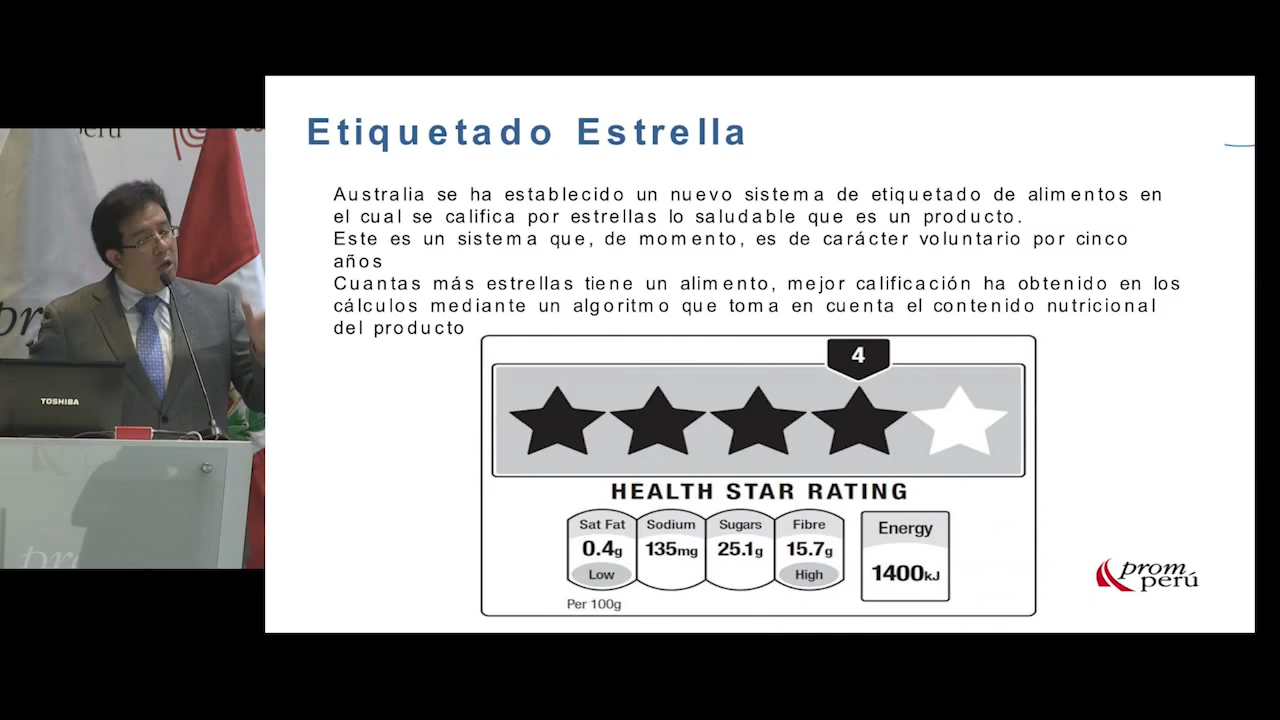 Etiquetado Estrella
Australia se ha establecido un nuevo sistema de etiquetado de alimentos en
el cual se califica por estrellas lo saludable que es un producto.
Este es un sistema que, de momento, es de carácter voluntario por cinco
años
Cuantas más estrellas tiene un alimento, mejor calificación ha obtenido en los
cálculos mediante un algoritmo que toma en cuenta el contenido nutricional
del producto
4
HEALTH STAR RATING
Sat Fat Sodium Sugars Fibre Energy
0.4g 135mg 25.1g 15.7g 1400kJ
Low High
Per 100g
prom
perú
TOSHIBA